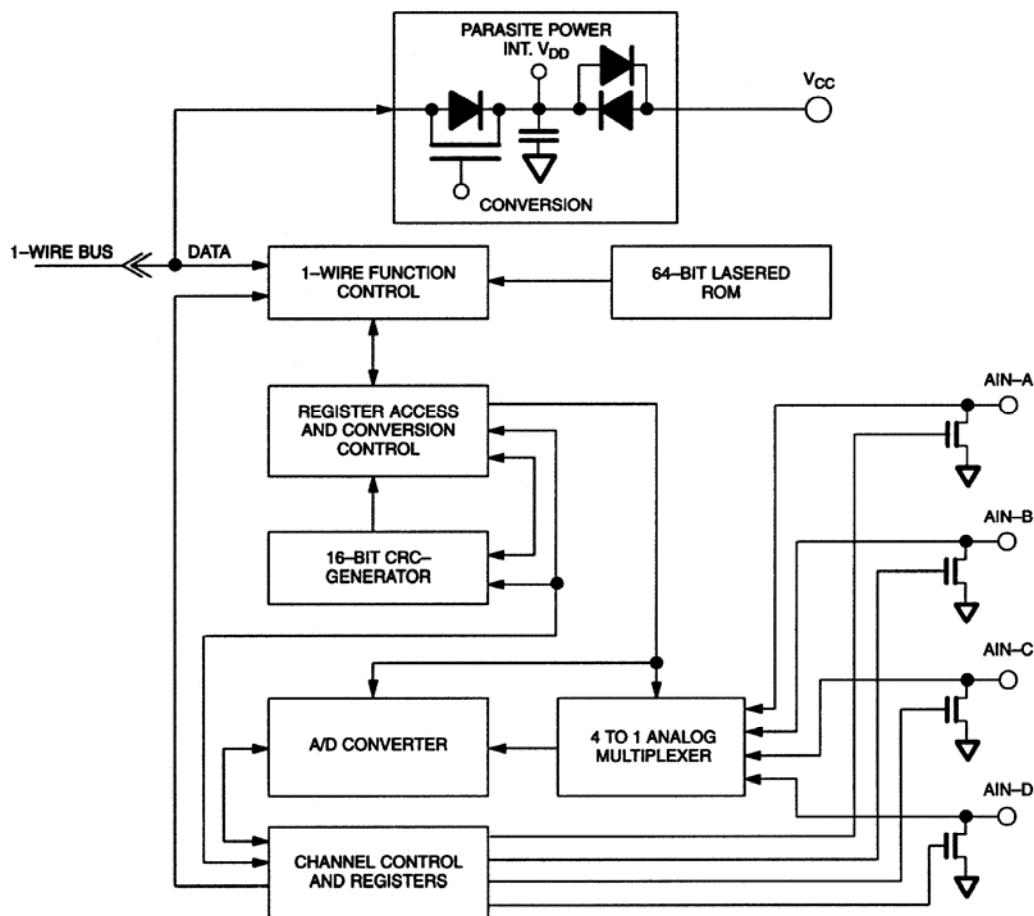 PARASITE POWER
INT. VDD
VCC
CONVERSION
1–WIRE BUS
DATA
1–WIRE FUNCTION
CONTROL
64–BIT LASERED
ROM
REGISTER ACCESS
AND CONVERSION
CONTROL
AIN–A
16–BIT CRC–
GENERATOR
AIN–B
AIN–C
A/D CONVERTER
4 TO 1 ANALOG
MULTIPLEXER
AIN–D
CHANNEL CONTROL
AND REGISTERS